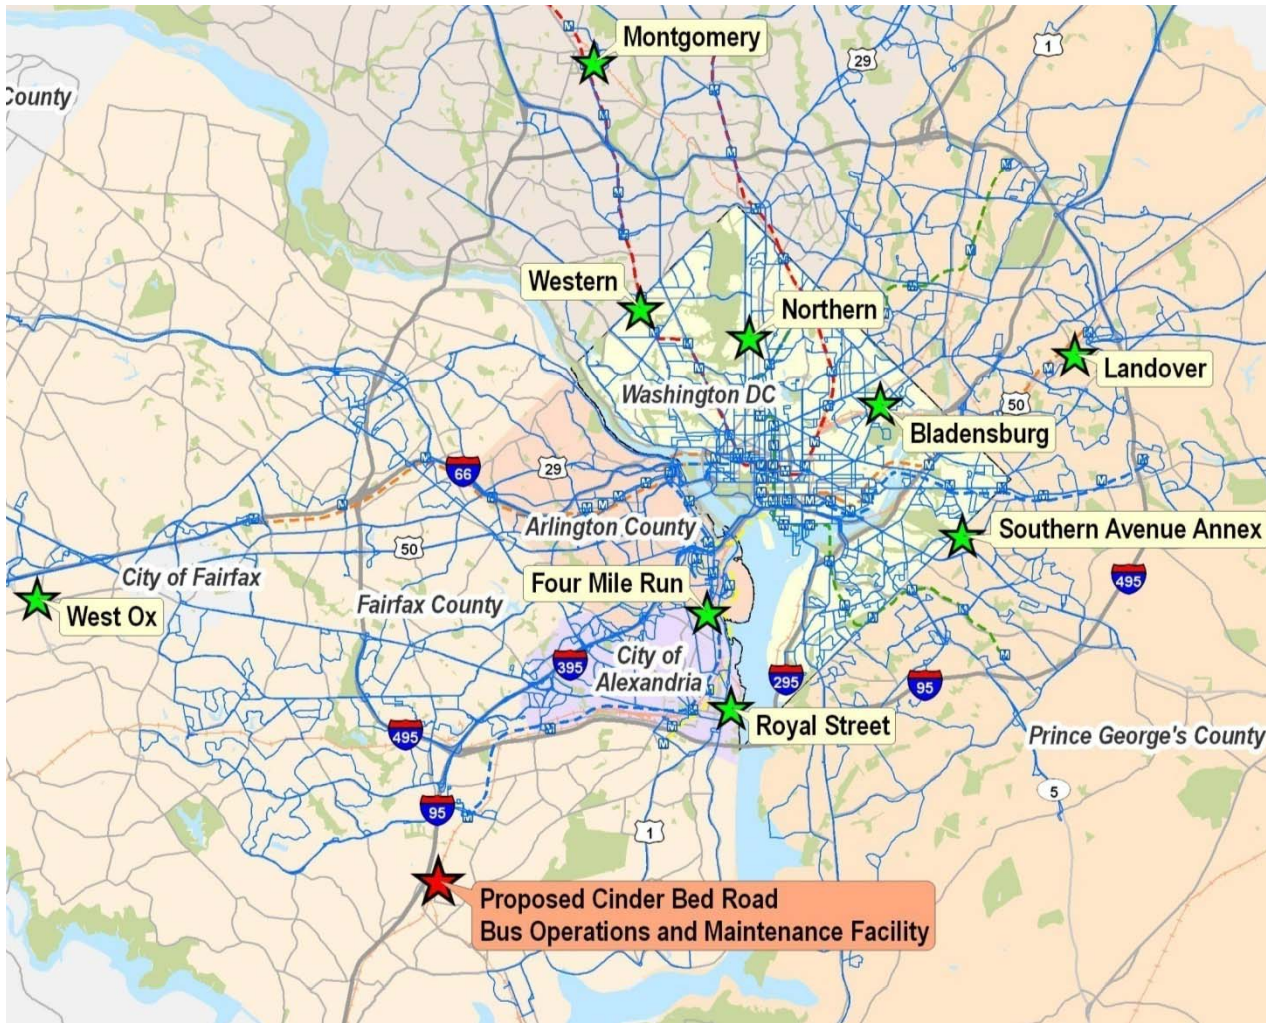 Montgomery
1
29
County
Western
Northern
Washington DC
Landover
50
Bladensburg
66
29
Arlington County
Southern Avenue Annex
50
City of Fairfax
495
Four Mile Run
West Ox
Fairfax County
395
City of
Alexandria
295
95
Royal Street
495
Prince George's County
5
95
1
Proposed Cinder Bed Road
Bus Operations and Maintenance Facility